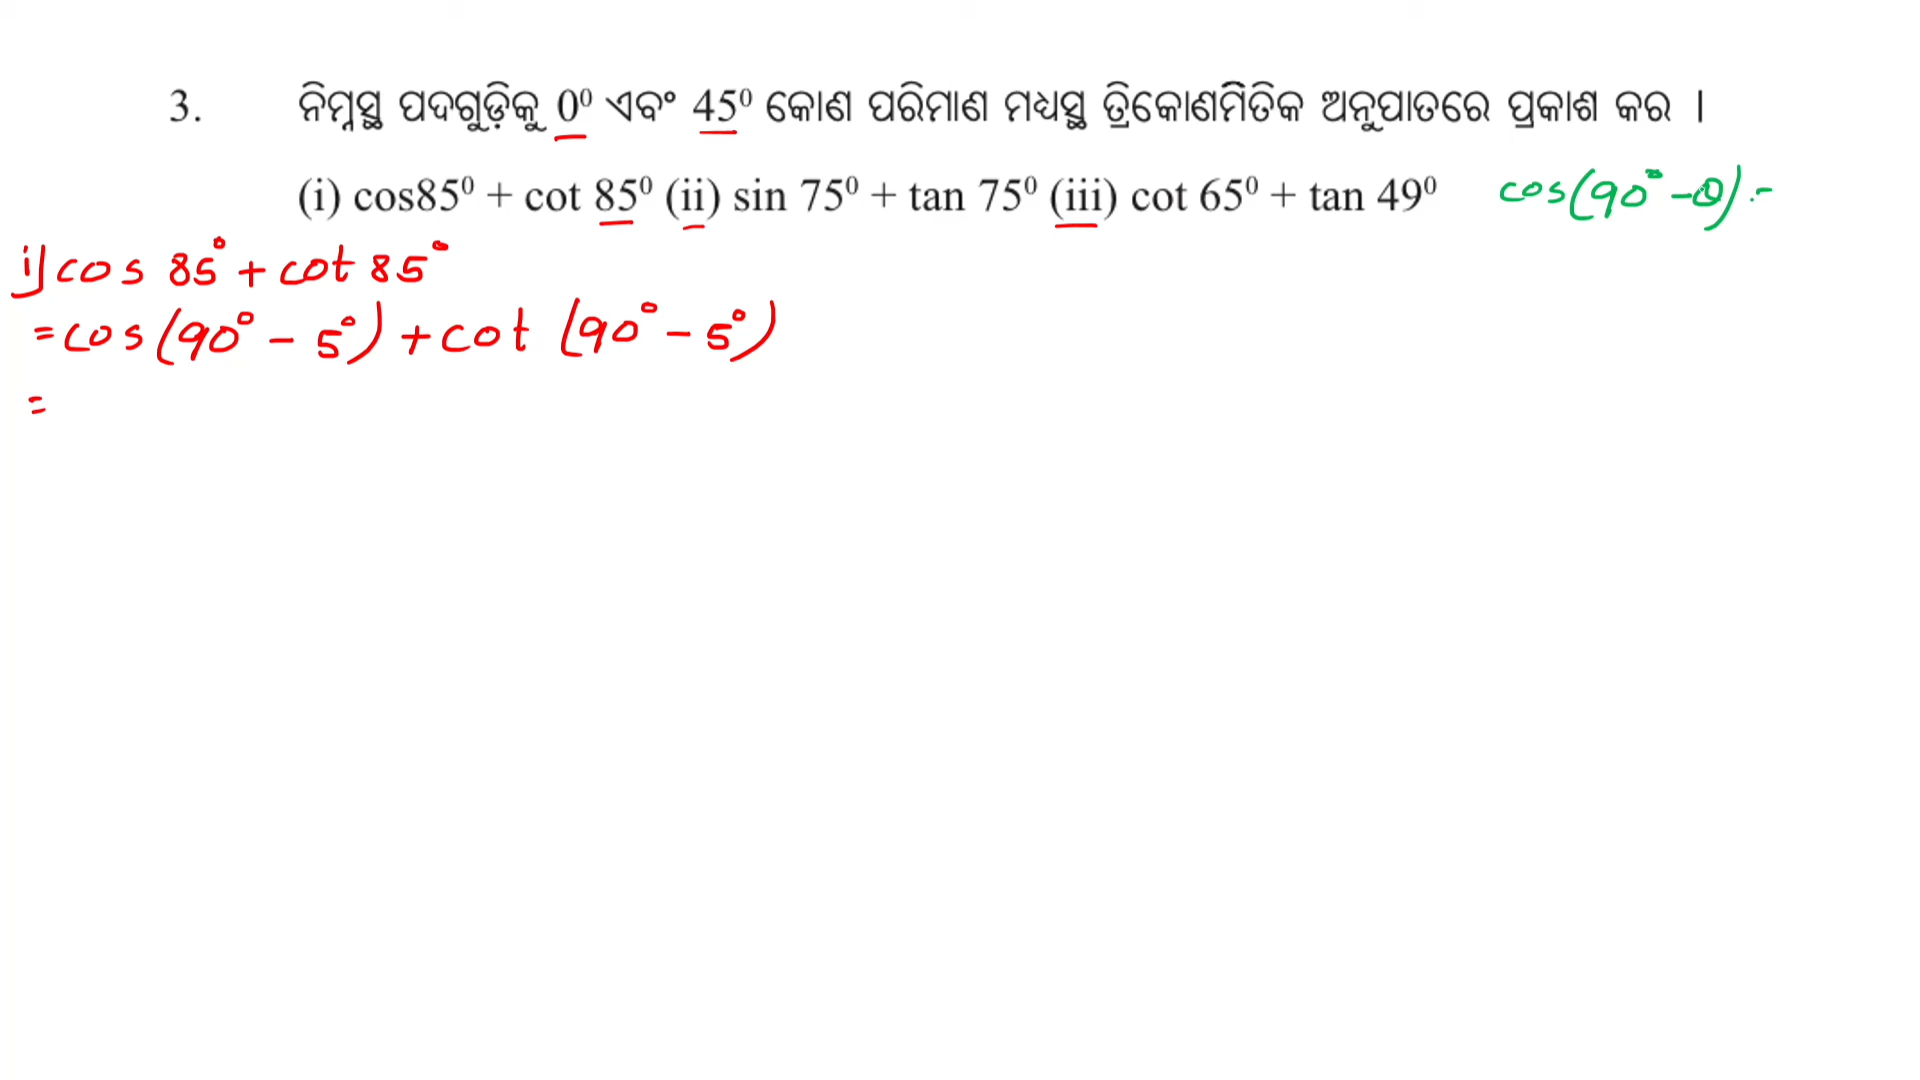 3. ନିମ୍ନସ୍ଥ ପଦଗୁଡ଼ିକୁ 0⁰ ଏବଂ 45⁰ କୋଣ ପରିମାଣ ମଧ୍ୟସ୍ଥ ତ୍ରିକୋଣମିତିକ ଅନୁପାତରେ ପ୍ରକାଶ କର ।
(i) cos85⁰ + cot 85⁰ (ii) sin 75⁰ + tan 75⁰ (iii) cot 65⁰ + tan 49⁰ cos(90° - θ) =
i) cos 85° + cot 85°
= cos(90° - 5°) + cot (90° - 5°)
=